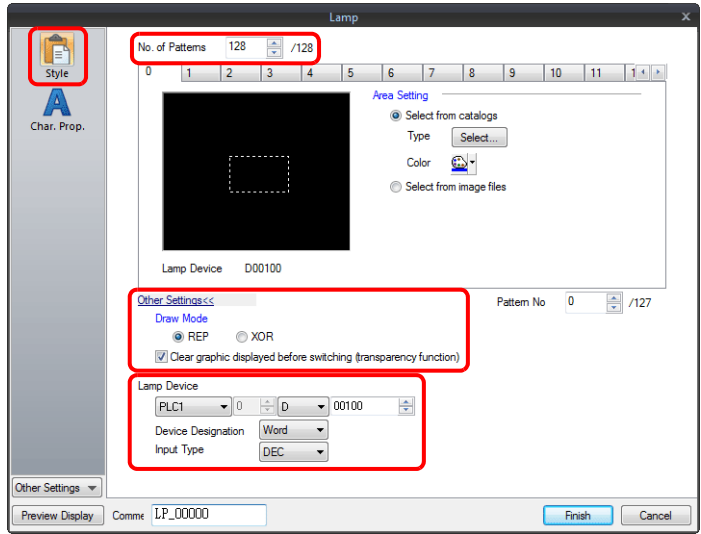 Lamp x
Style
Char. Prop.
No. of Patterns 128 /128
0 1 2 3 4 5 6 7 8 9 10 11 1
Area Setting
Select from catalogs
Type Select...
Color
Select from image files
Lamp Device D00100
Other Settings<<
Pattern No 0 /127
Draw Mode
REP XOR
Clear graphic displayed before switching (transparency function)
Lamp Device
PLC1 0 D 00100
Device Designation Word
Input Type DEC
Other Settings
Preview Display Comme LP_00000 Finish Cancel